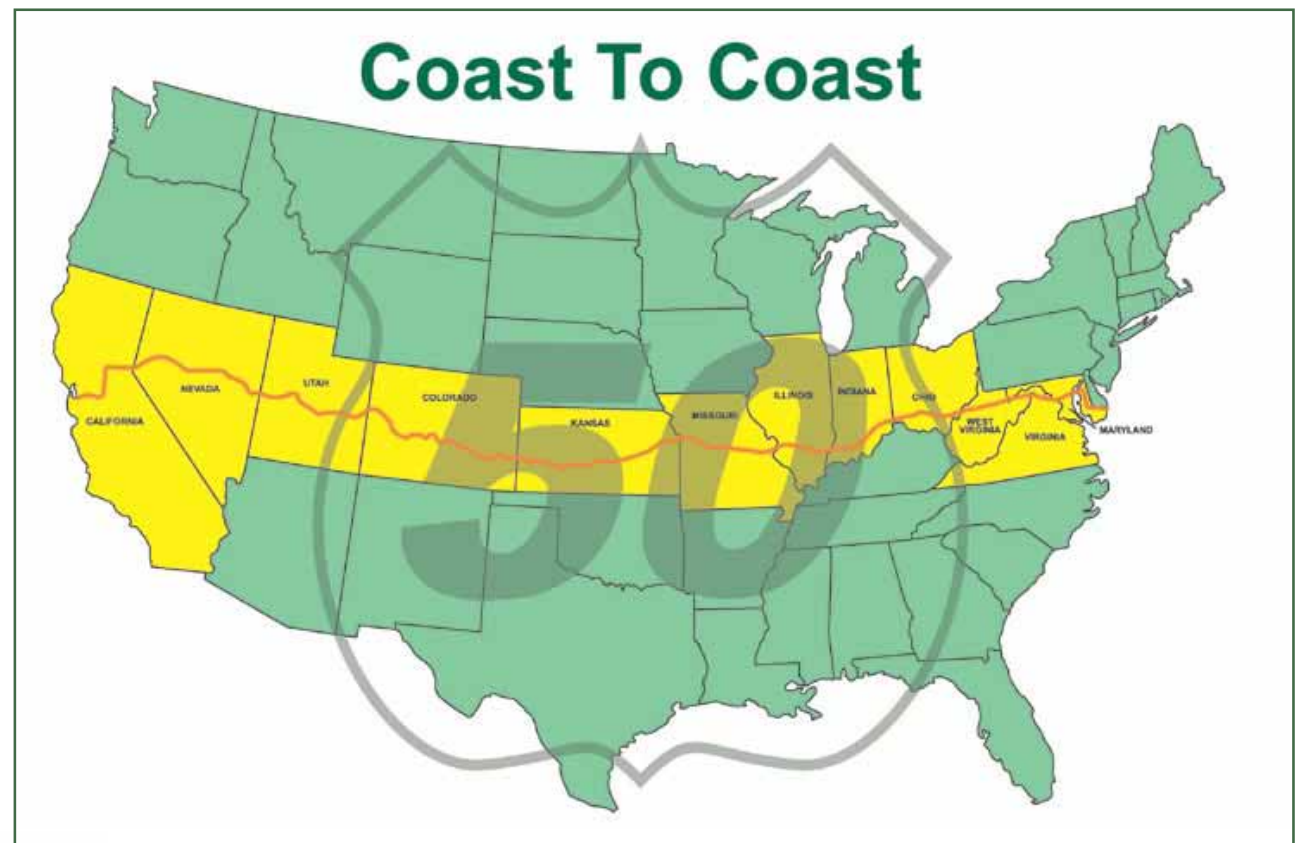 Coast To Coast
50
NEVADA
UTAH
COLORADO
CALIFORNIA
KANSAS
MISSOURI
ILLINOIS
INDIANA
OHIO
WEST
VIRGINIA
VIRGINIA
MARYLAND